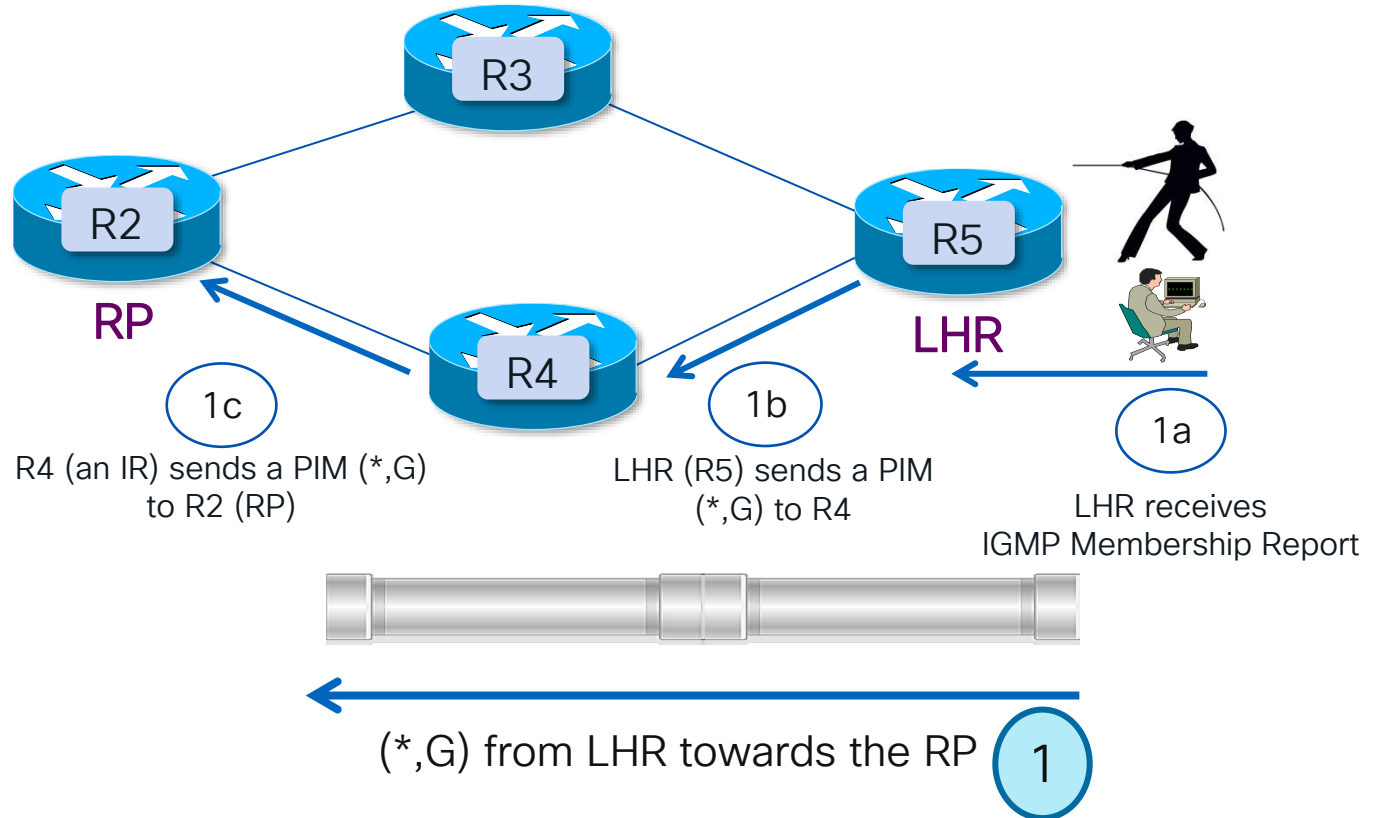 R3
R2
R5
RP
LHR
R4
1c
1b
1a
R4 (an IR) sends a PIM (*,G)
to R2 (RP)
LHR (R5) sends a PIM
(*,G) to R4
LHR receives
IGMP Membership Report
(*,G) from LHR towards the RP
1